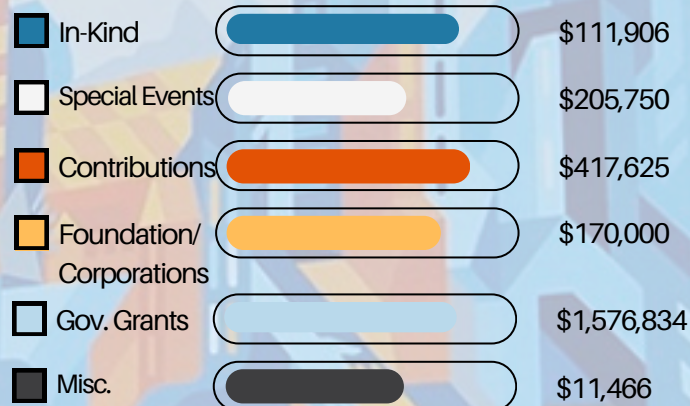 In-Kind $111,906
Special Events $205,750
Contributions $417,625
Foundation/ $170,000
Corporations
Gov. Grants $1,576,834
Misc. $11,466